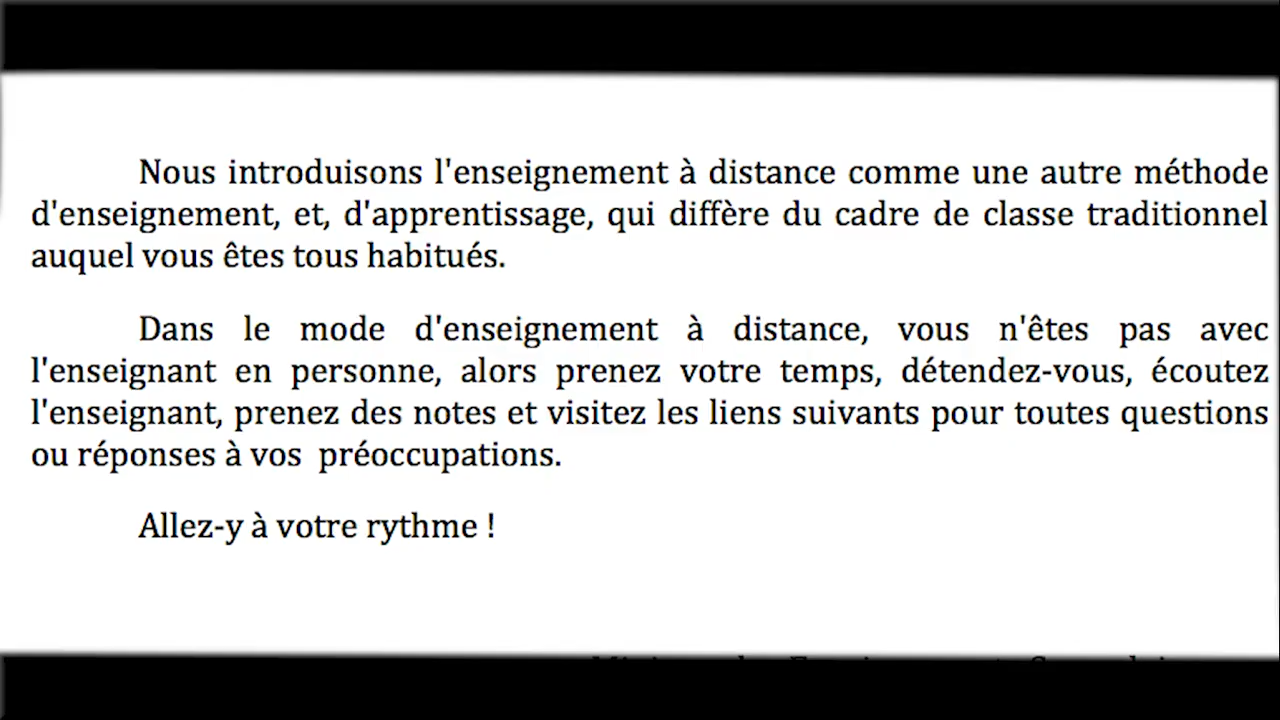 Nous introduisons l'enseignement à distance comme une autre méthode
d'enseignement, et, d'apprentissage, qui diffère du cadre de classe traditionnel
auquel vous êtes tous habitués.
Dans le mode d'enseignement à distance, vous n'êtes pas avec
l'enseignant en personne, alors prenez votre temps, détendez-vous, écoutez
l'enseignant, prenez des notes et visitez les liens suivants pour toutes questions
ou réponses à vos préoccupations.
Allez-y à votre rythme !